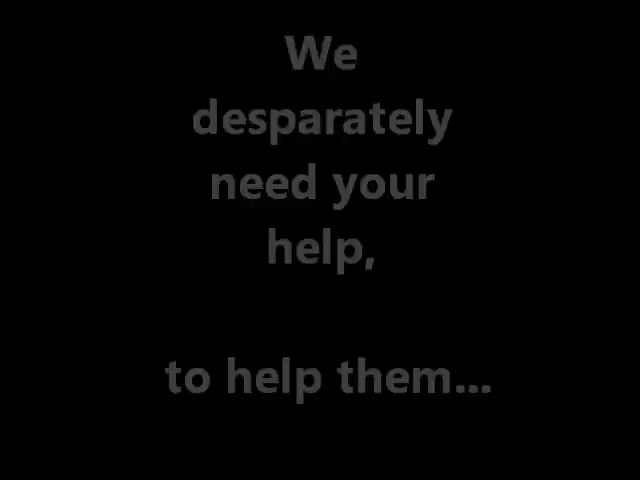 We
desparately
need your
help,
to help them...